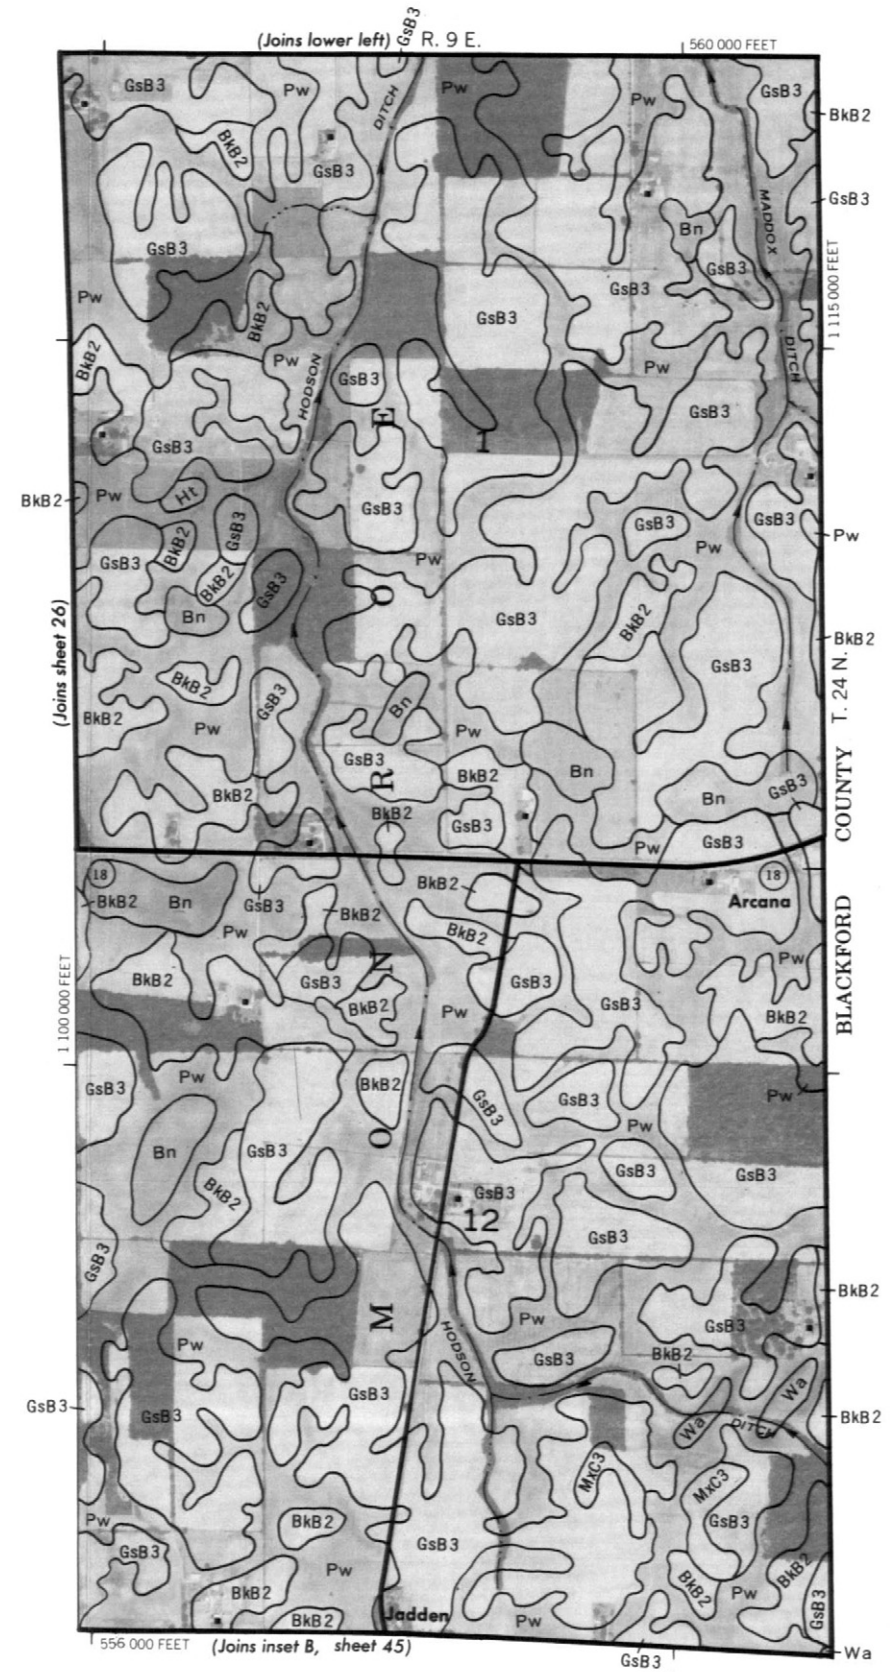 (Joins lower left) GsB3 R. 9 E. 560 000 FEET
GsB3 Pw DITCH Pw Pw GsB3 BkB2
BkB2 GsB3 GsB3
Bn MADDOX
GsB3 GsB3
Pw BkB2 GsB3 GsB3 1 115 000 FEET
BkB2 Pw HODSON GsB3 Pw DITCH
GsB3 E 1 GsB3
BkB2 Pw Ht GsB3 GsB3 GsB3
GsB3 BkB2 GsB3 Pw Pw Pw
BkB2 GsB3 O
Bn GsB3 BkB2 BkB2
(Joins sheet 26) GsB3 T. 24 N.
BkB2 GsB3 Bn
BkB2 Pw Pw
GsB3 BkB2 Bn GsB3
BkB2 R Bn COUNTY
BkB2 GsB3 Pw GsB3
18 BkB2 18
BkB2 Bn GsB3 BkB2 Arcana
Pw BkB2 BLACKFORD
BkB2 GsB3 N GsB3 Pw
BkB2 Pw GsB3 BkB2
1 100 000 FEET
GsB3 Pw BkB2 GsB3 GsB3 Pw
Bn GsB3 O Pw
BkB2 GsB3 GsB3 GsB3
12
GsB3 GsB3
BkB2
Pw M HODSON Pw GsB3
GsB3 BkB2
GsB3 GsB3 GsB3 Wa
Wa DITCH BkB2
MxC3 MxC3
Pw BkB2 GsB3
GsB3 Pw GsB3 BkB2
BkB2 BkB2 Pw GsB3
BkB2 Jadden Pw
556 000 FEET (Joins inset B, sheet 45) GsB3 Wa